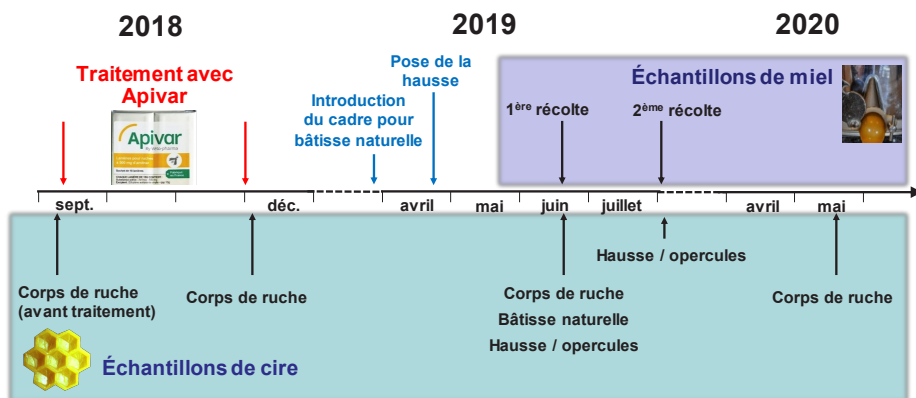 2018
2019
2020
Traitement avec
Apivar
Apivar
Introduction
du cadre pour
bâtisse naturelle
Pose de la
hausse
Échantillons de miel
1ère récolte
2ème récolte
sept.
déc.
avril
mai
juin
juillet
avril
mai
Corps de ruche
(avant traitement)
Corps de ruche
Corps de ruche
Bâtisse naturelle
Hausse / opercules
Hausse / opercules
Corps de ruche
Échantillons de cire